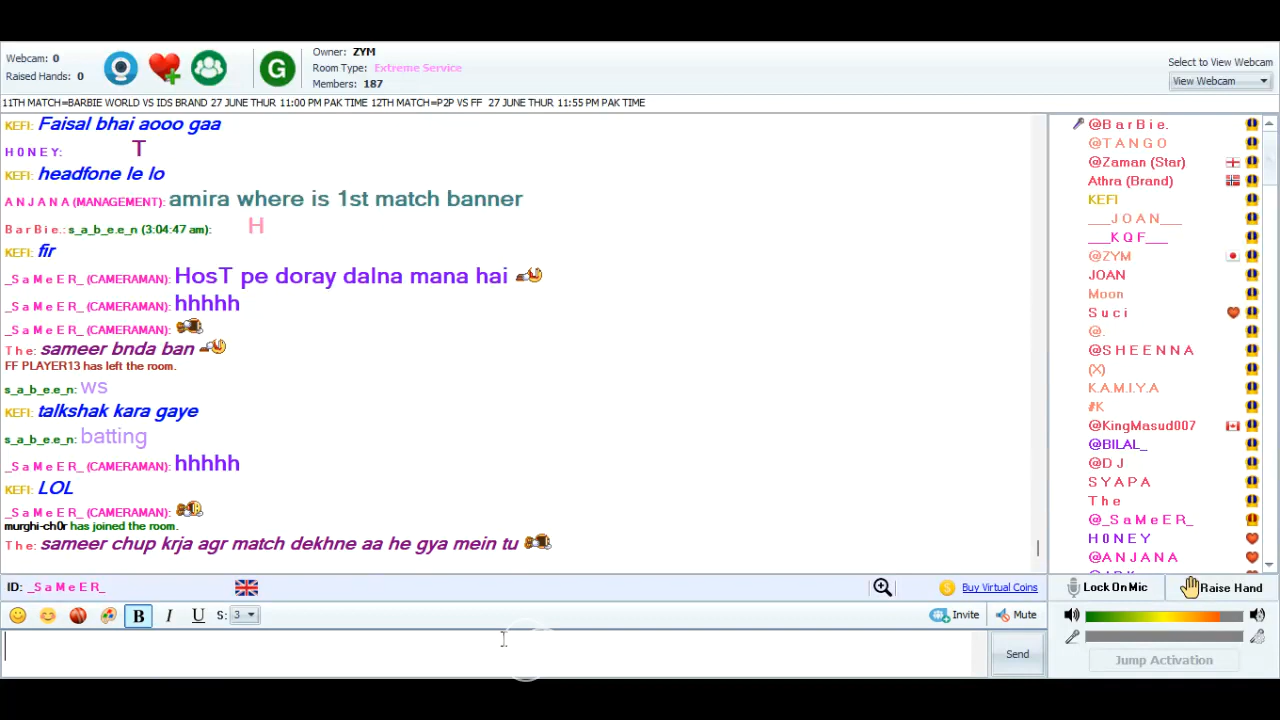 Webcam: 0
Raised Hands: 0
G
Owner: ZYM
Room Type: Extreme Service
Members: 187
Select to View Webcam
View Webcam
11TH MATCH=BARBIE WORLD VS IDS BRAND 27 JUNE THUR 11:00 PM PAK TIME 12TH MATCH=P2P VS FF 27 JUNE THUR 11:55 PM PAK TIME
KEFI: Faisal bhai aooo gaa
H 0 N E Y: T
KEFI: headfone le lo
A N J A N A (MANAGEMENT): amira where is 1st match banner
B a r B i e.: s_a_b_e.e_n (3:04:47 am): H
KEFI: fir
_S a M e E R_ (CAMERAMAN): HosT pe doray dalna mana hai
_S a M e E R_ (CAMERAMAN): hhhhh
_S a M e E R_ (CAMERAMAN):
T h e: sameer bnda ban
FF PLAYER13 has left the room.
s_a_b_e.e_n: ws
KEFI: talkshak kara gaye
s_a_b_e.e_n: batting
_S a M e E R_ (CAMERAMAN): hhhhh
KEFI: LOL
_S a M e E R_ (CAMERAMAN):
murghi-ch0r has joined the room.
T h e: sameer chup krja agr match dekhne aa he gya mein tu
@B a r B i e.
@T A N G O
@Zaman (Star)
Athra (Brand)
KEFI
___J O A N___
___K Q F___
@ZYM
JOAN
Moon
S u c i
@.
@S H E E N N A
(X)
K.A.M.I.Y.A
#K
@KingMasud007
@BILAL_
@D J
S Y A P A
T h e
@_S a M e E R_
H 0 N E Y
@A N J A N A
ID: _S a M e E R_
Buy Virtual Coins
Lock On Mic
Raise Hand
B I U S: 3
Invite
Mute
Send
Jump Activation